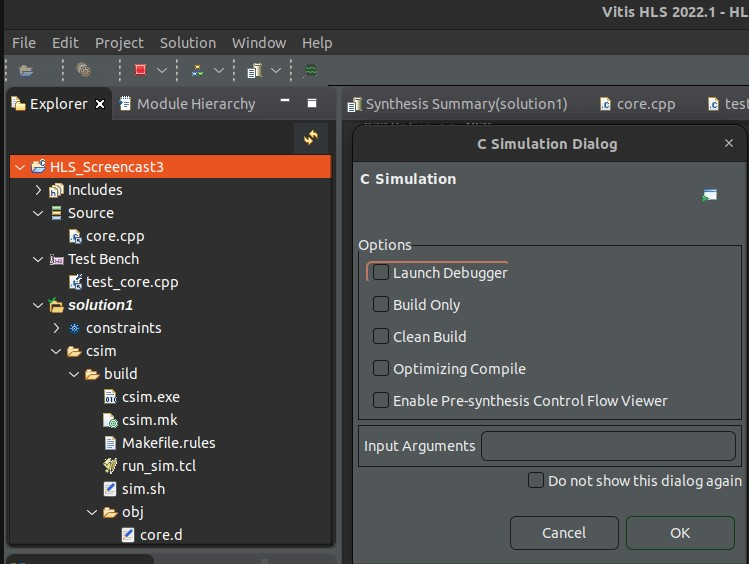 Vitis HLS 2022.1 - HL
File Edit Project Solution Window Help
Explorer Module Hierarchy
Synthesis Summary(solution1) core.cpp test
HLS_Screencast3
Includes
Source
core.cpp
Test Bench
test_core.cpp
solution1
constraints
csim
build
csim.exe
csim.mk
Makefile.rules
run_sim.tcl
sim.sh
obj
core.d
C Simulation Dialog
C Simulation
Options
Launch Debugger
Build Only
Clean Build
Optimizing Compile
Enable Pre-synthesis Control Flow Viewer
Input Arguments
Do not show this dialog again
Cancel OK